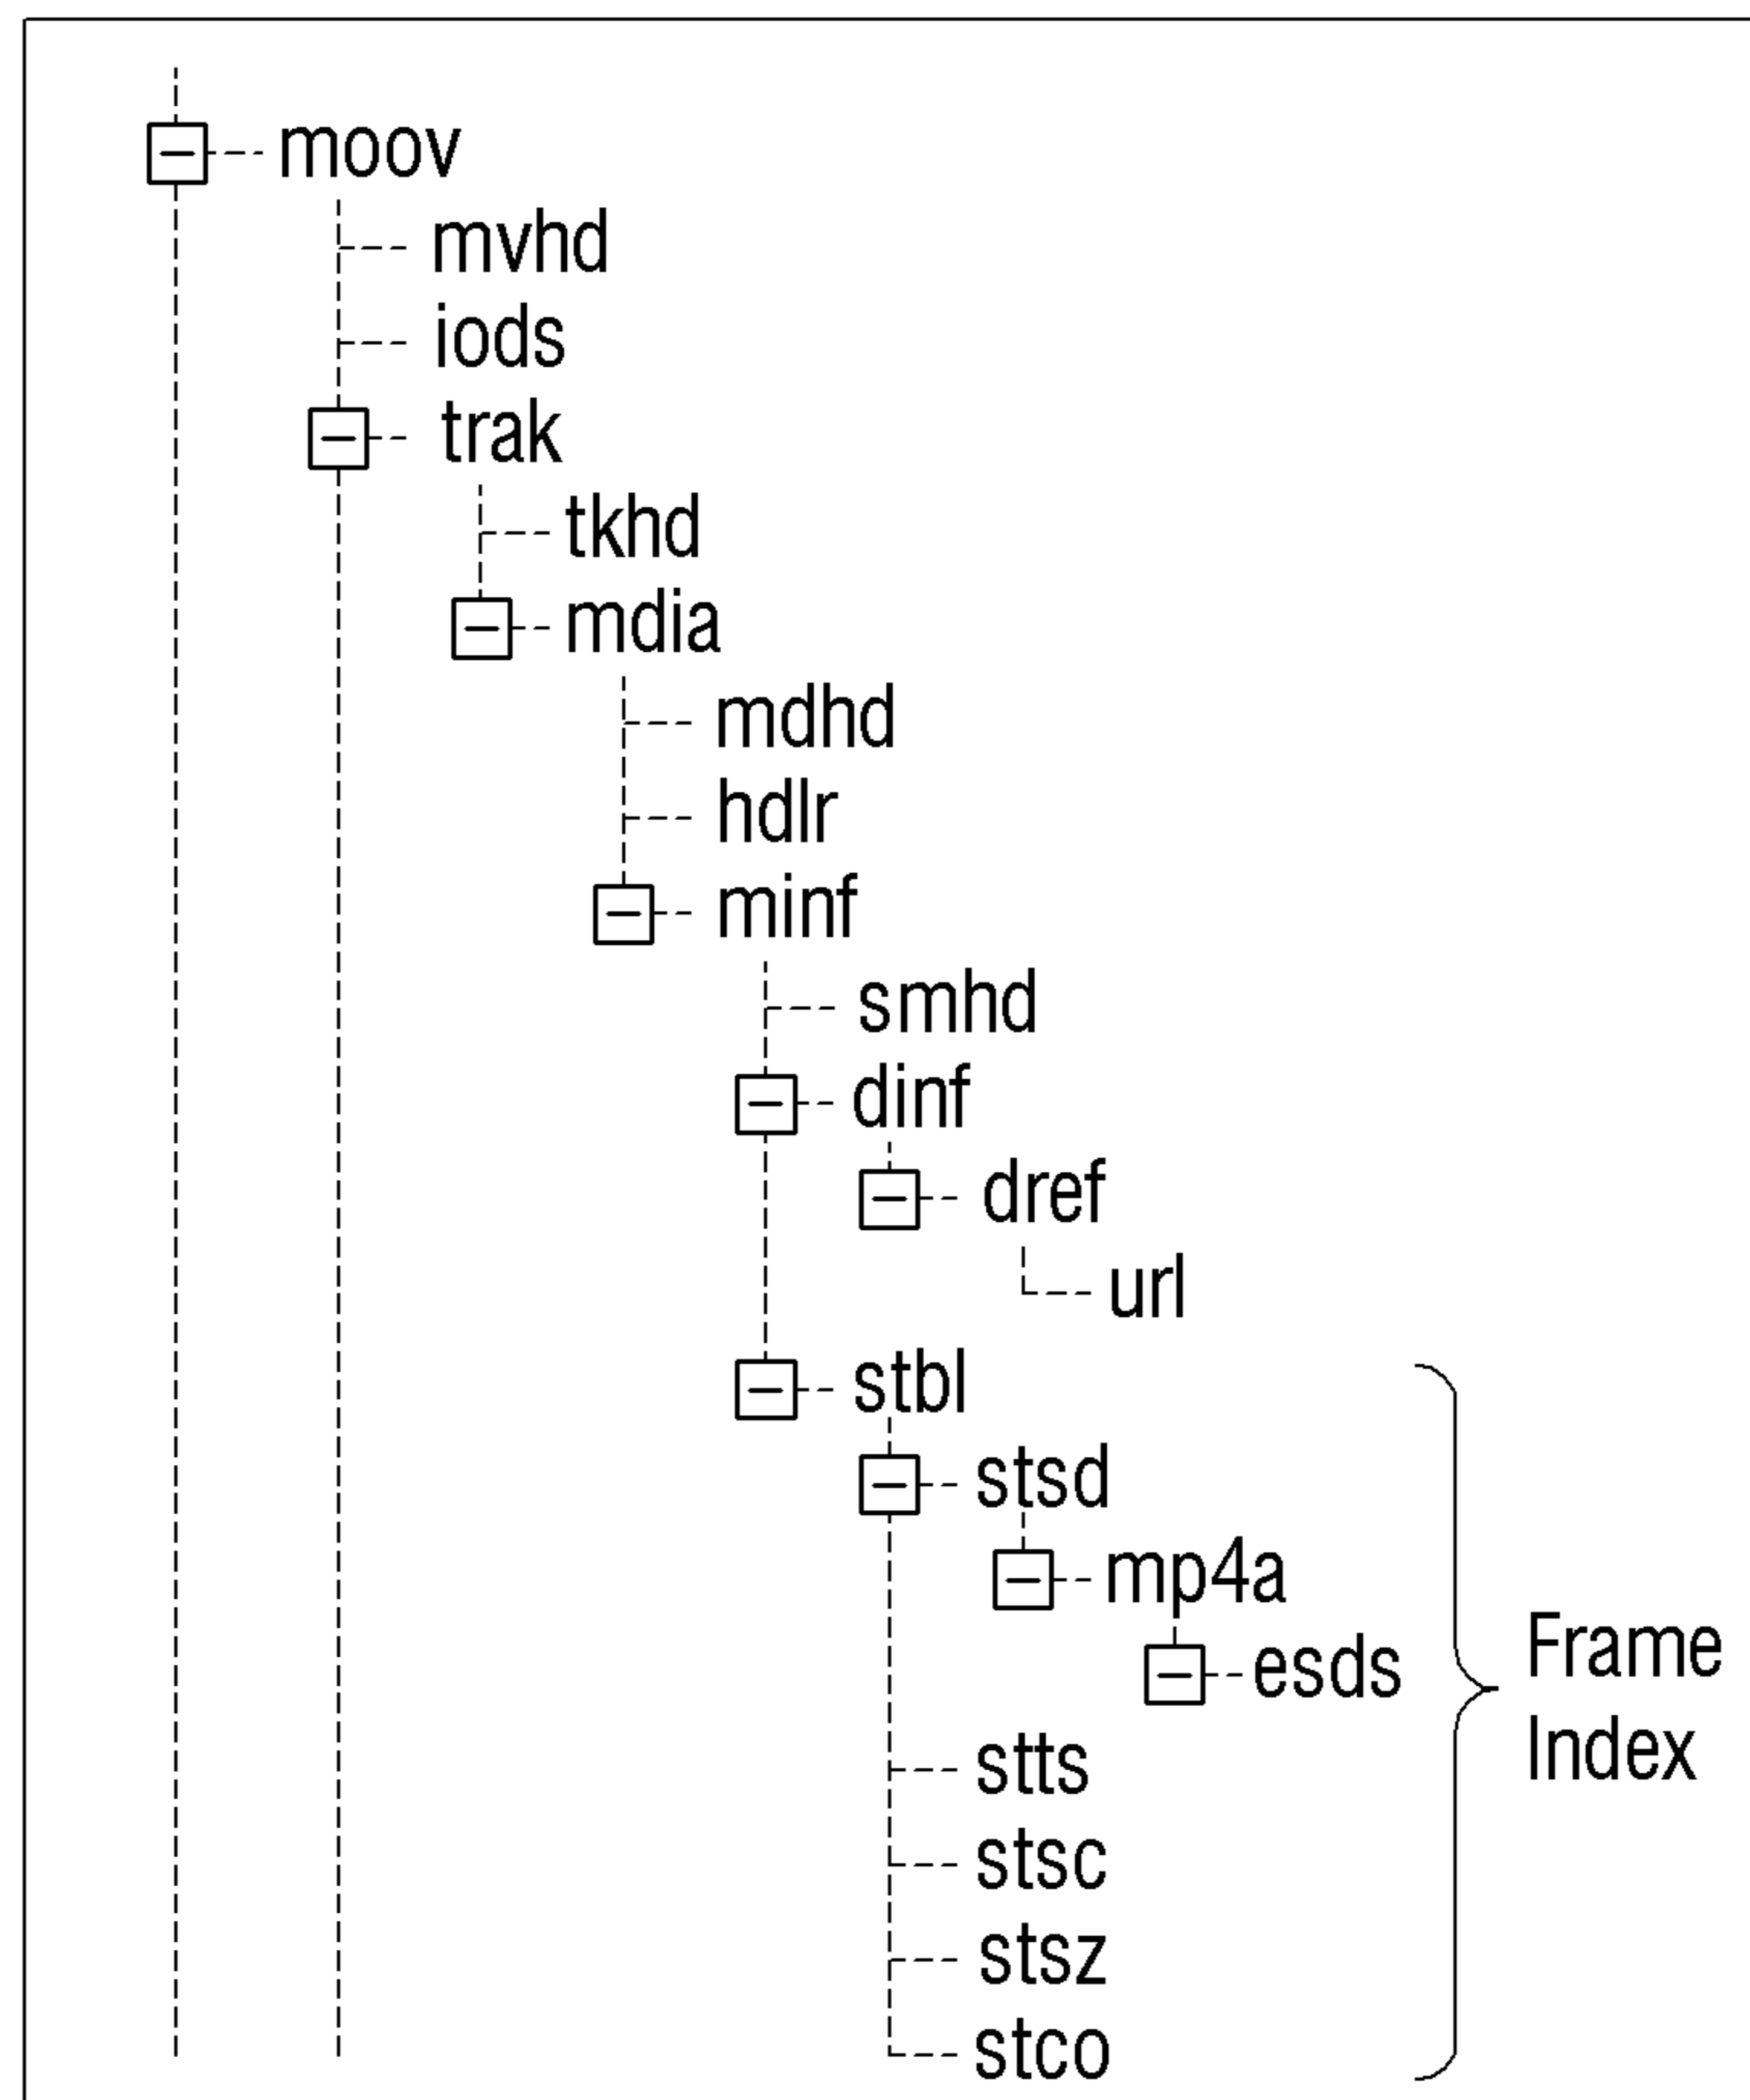 moov
mvhd
iods
trak
tkhd
mdia
mdhd
hdlr
minf
smhd
dinf
dref
url
stbl
stsd
mp4a
esds
stts
stsc
stsz
stco
Frame
Index